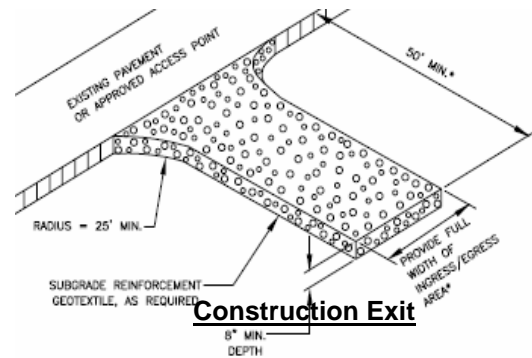 EXISTING PAVEMENT
OR APPROVED ACCESS POINT
50' MIN.*
RADIUS = 25' MIN.
SUBGRADE REINFORCEMENT
GEOTEXTILE, AS REQUIRED
PROVIDE FULL
WIDTH OF
INGRESS/EGRESS
AREA*
Construction Exit
8" MIN.
DEPTH